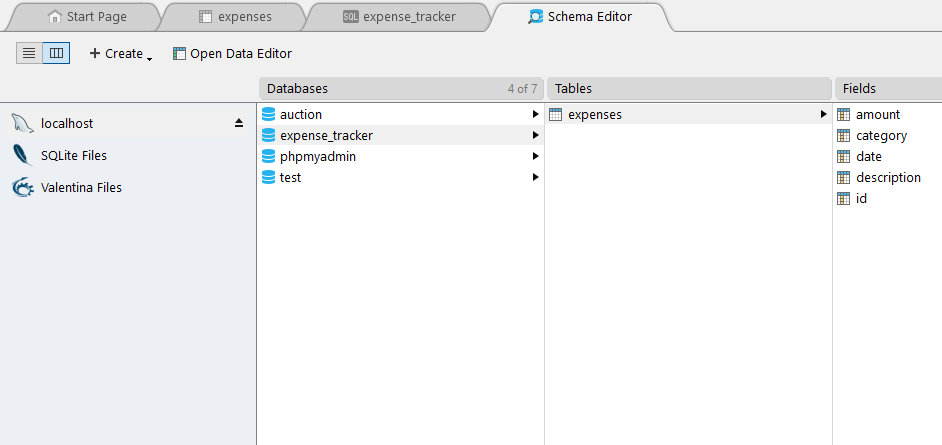 Start Page
expenses
SQL
expense_tracker
Schema Editor
Create
Open Data Editor
Databases 4 of 7
Tables
Fields
localhost
SQLite Files
Valentina Files
auction
expense_tracker
phpmyadmin
test
expenses
amount
category
date
description
id